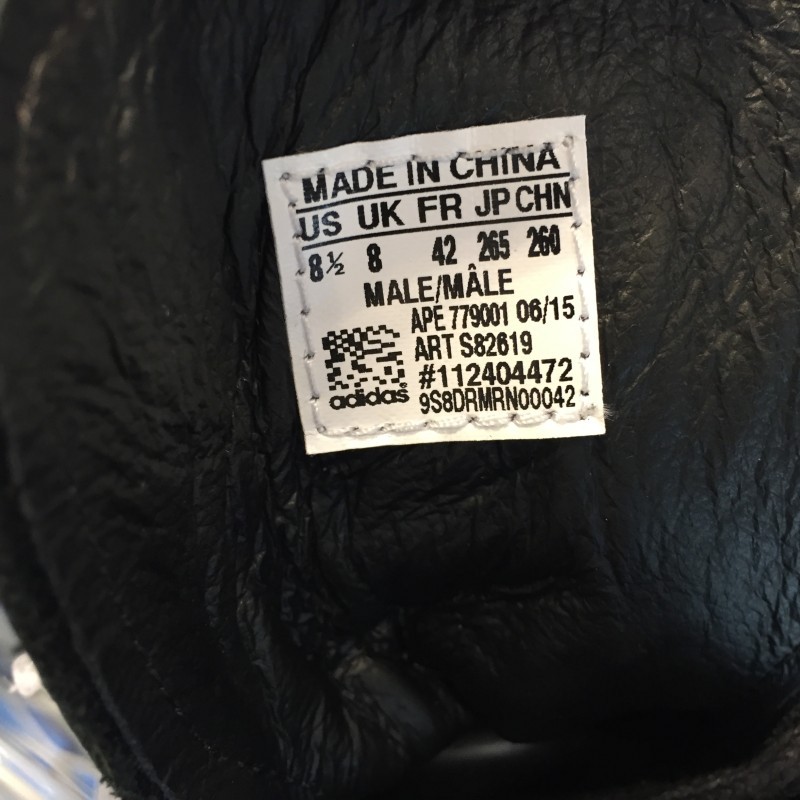 MADE IN CHINA
US UK FR JP CHN
8½ 8 42 265 260
MALE/MÂLE
APE 779001 06/15
ART S82619
#112404472
adidas® 9S8DRMRN00042